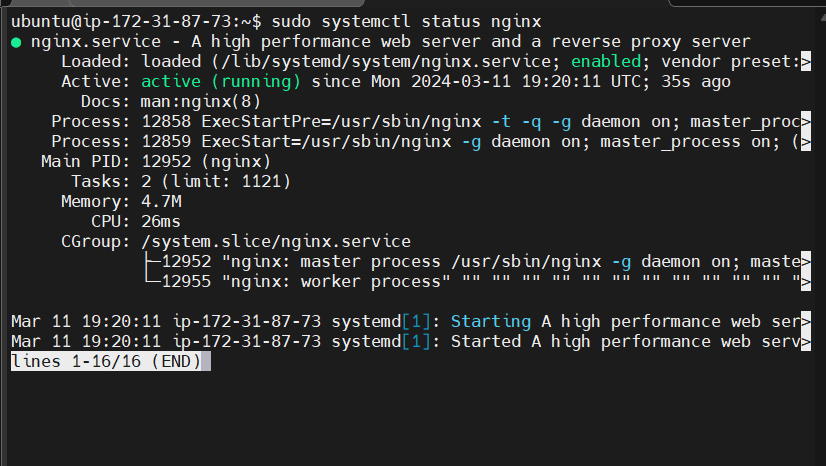 ubuntu@ip-172-31-87-73:~$ sudo systemctl status nginx
● nginx.service - A high performance web server and a reverse proxy server
     Loaded: loaded (/lib/systemd/system/nginx.service; enabled; vendor preset:>
     Active: active (running) since Mon 2024-03-11 19:20:11 UTC; 35s ago
       Docs: man:nginx(8)
    Process: 12858 ExecStartPre=/usr/sbin/nginx -t -q -g daemon on; master_proc>
    Process: 12859 ExecStart=/usr/sbin/nginx -g daemon on; master_process on; (>
   Main PID: 12952 (nginx)
      Tasks: 2 (limit: 1121)
     Memory: 4.7M
        CPU: 26ms
     CGroup: /system.slice/nginx.service
             ├─12952 "nginx: master process /usr/sbin/nginx -g daemon on; maste>
             └─12955 "nginx: worker process" "" "" "" "" "" "" "" "" "" "" "" ">
Mar 11 19:20:11 ip-172-31-87-73 systemd[1]: Starting A high performance web ser>
Mar 11 19:20:11 ip-172-31-87-73 systemd[1]: Started A high performance web serv>
lines 1-16/16 (END)